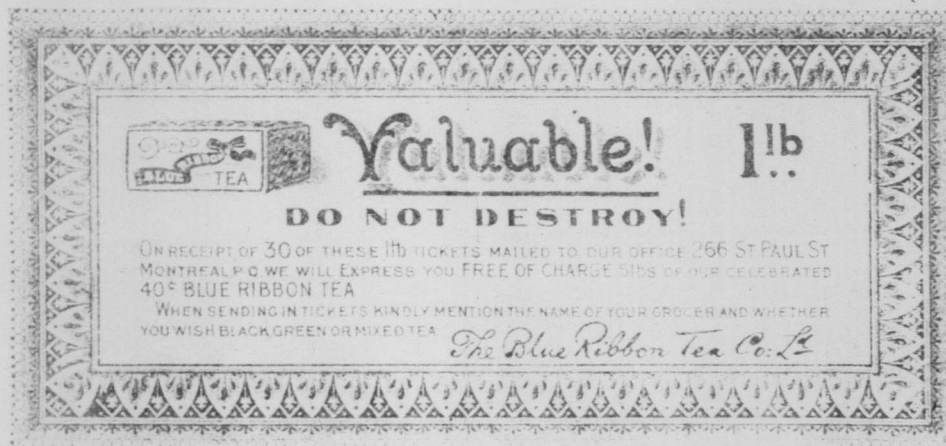 BLUE RIBBON
TEA
Valuable!
1lb
DO NOT DESTROY!
ON RECEIPT OF 30 OF THESE 1lb TICKETS MAILED TO OUR OFFICE 266 ST PAUL ST
MONTREAL P.Q. WE WILL EXPRESS YOU FREE OF CHARGE 5lbs OF OUR CELEBRATED
40c BLUE RIBBON TEA
WHEN SENDING IN TICKETS KINDLY MENTION THE NAME OF YOUR GROCER AND WHETHER
YOU WISH BLACK GREEN OR MIXED TEA
The Blue Ribbon Tea Co: Ld